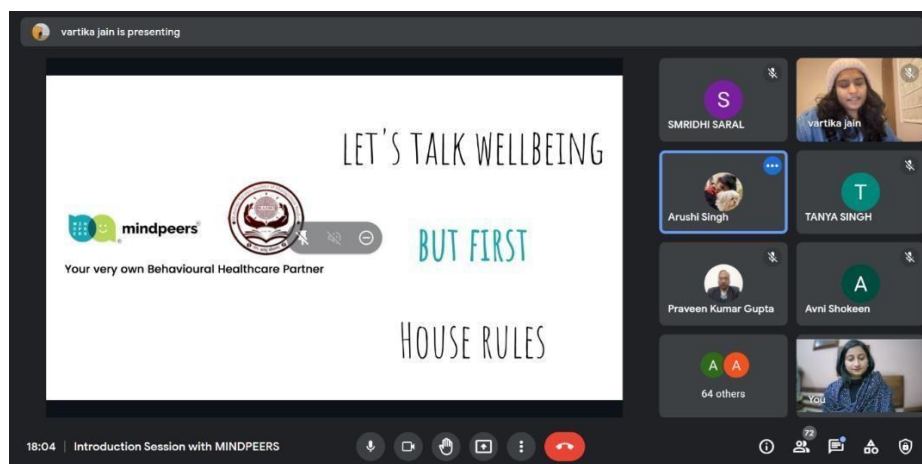 vartika jain is presenting
LET'S TALK WELLBEING
mindpeers
Your very own Behavioural Healthcare Partner
BUT FIRST
HOUSE RULES
S
SMRIDHI SARAL
vartika jain
Arushi Singh
T
TANYA SINGH
Praveen Kumar Gupta
A
Avni Shokeen
A A
64 others
You
18:04 | Introduction Session with MINDPEERS
72